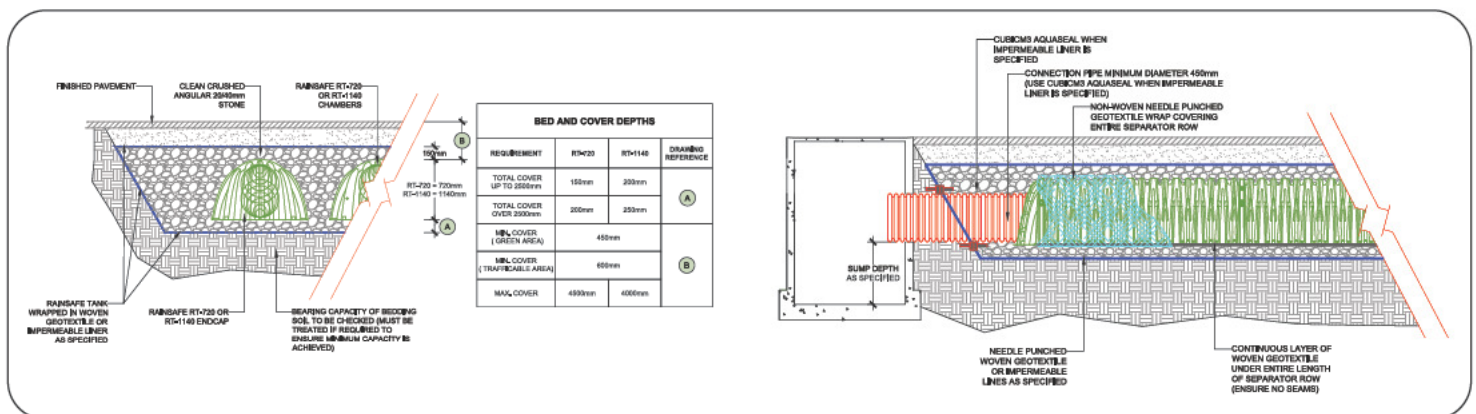 FINISHED PAVEMENT
CLEAN CRUSHED
ANGULAR 20/40mm
STONE
RAINSAFE RT-720
OR RT-1140
CHAMBERS
B
150mm
RT-720 = 720mm
RT-1140 = 1140mm
A
RAINSAFE TANK
WRAPPED IN WOVEN
GEOTEXTILE OR
IMPERMEABLE LINER
AS SPECIFIED
RAINSAFE RT-720 OR
RT-1140 ENDCAP
BEARING CAPACITY OF BEDDING
SOIL TO BE CHECKED (MUST BE
TREATED IF REQUIRED TO
ENSURE MINIMUM CAPACITY IS
ACHIEVED)
BED AND COVER DEPTHS
REQUIREMENT RT-720 RT-1140 DRAWING
REFERENCE
TOTAL COVER
UP TO 2500mm 150mm 200mm
A
TOTAL COVER
OVER 2500mm 200mm 250mm
MIN. COVER
( GREEN AREA) 450mm
B
MIN. COVER
( TRAFFICABLE AREA) 600mm
MAX. COVER 4500mm 4000mm
CUBICM3 AQUASEAL WHEN
IMPERMEABLE LINER IS
SPECIFIED
CONNECTION PIPE MINIMUM DIAMETER 450mm
(USE CUBICM3 AQUASEAL WHEN IMPERMEABLE
LINER IS SPECIFIED)
NON-WOVEN NEEDLE PUNCHED
GEOTEXTILE WRAP COVERING
ENTIRE SEPARATOR ROW
SUMP DEPTH
AS SPECIFIED
NEEDLE PUNCHED
WOVEN GEOTEXTILE
OR IMPERMEABLE
LINES AS SPECIFIED
CONTINUOUS LAYER OF
WOVEN GEOTEXTILE
UNDER ENTIRE LENGTH
OF SEPARATOR ROW
(ENSURE NO SEAMS)